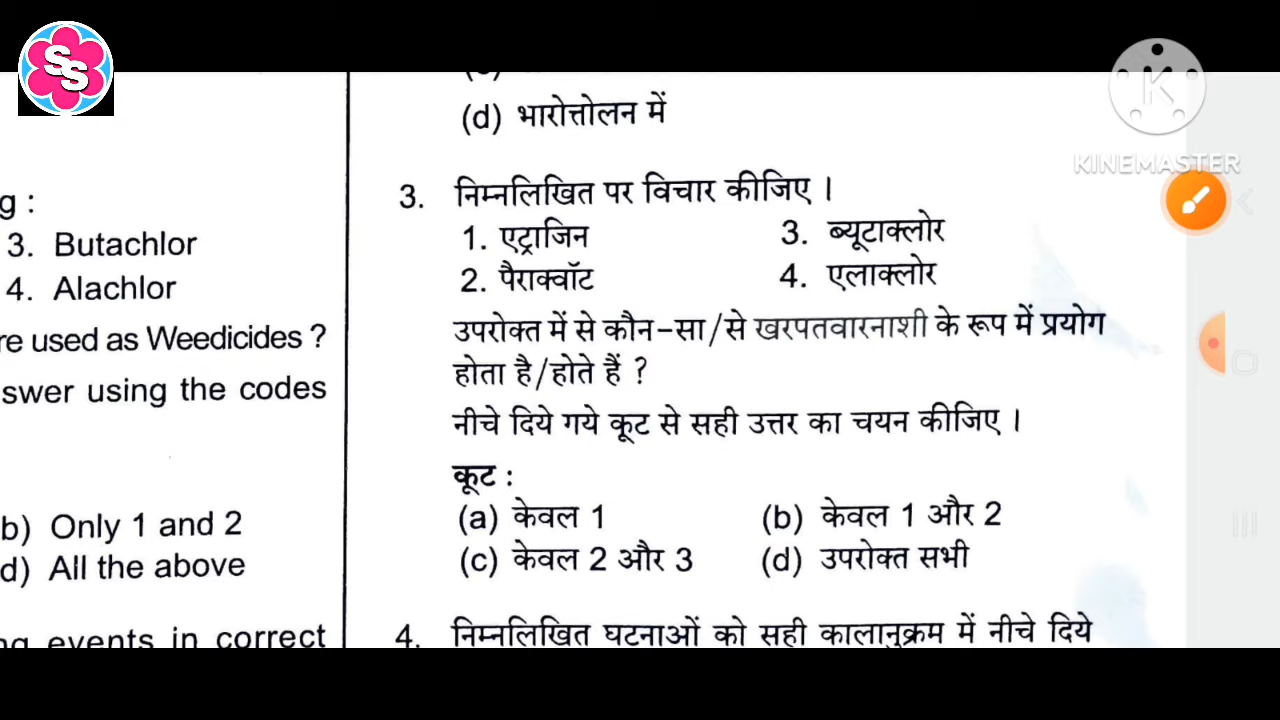 SS
KINEMASTER
(d) भारोत्तोलन में
g :
3. Butachlor
4. Alachlor
re used as Weedicides ?
swer using the codes
b) Only 1 and 2
d) All the above
ng events in correct
3. निम्नलिखित पर विचार कीजिए ।
1. एट्राजिन 3. ब्यूटाक्लोर
2. पैराक्वॉट 4. एलाक्लोर
उपरोक्त में से कौन-सा/से खरपतवारनाशी के रूप में प्रयोग
होता है/होते हैं ?
नीचे दिये गये कूट से सही उत्तर का चयन कीजिए ।
कूट :
(a) केवल 1 (b) केवल 1 और 2
(c) केवल 2 और 3 (d) उपरोक्त सभी
4. निम्नलिखित घटनाओं को सही कालानुक्रम में नीचे दिये